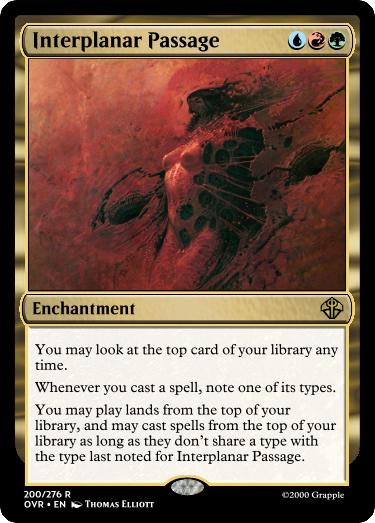 Interplanar Passage
Enchantment
You may look at the top card of your library any
time.
Whenever you cast a spell, note one of its types.
You may play lands from the top of your
library, and may cast spells from the top of your
library as long as they don't share a type with
the type last noted for Interplanar Passage.
200/276 R
OVR • EN Thomas Elliott
©2000 Grapple